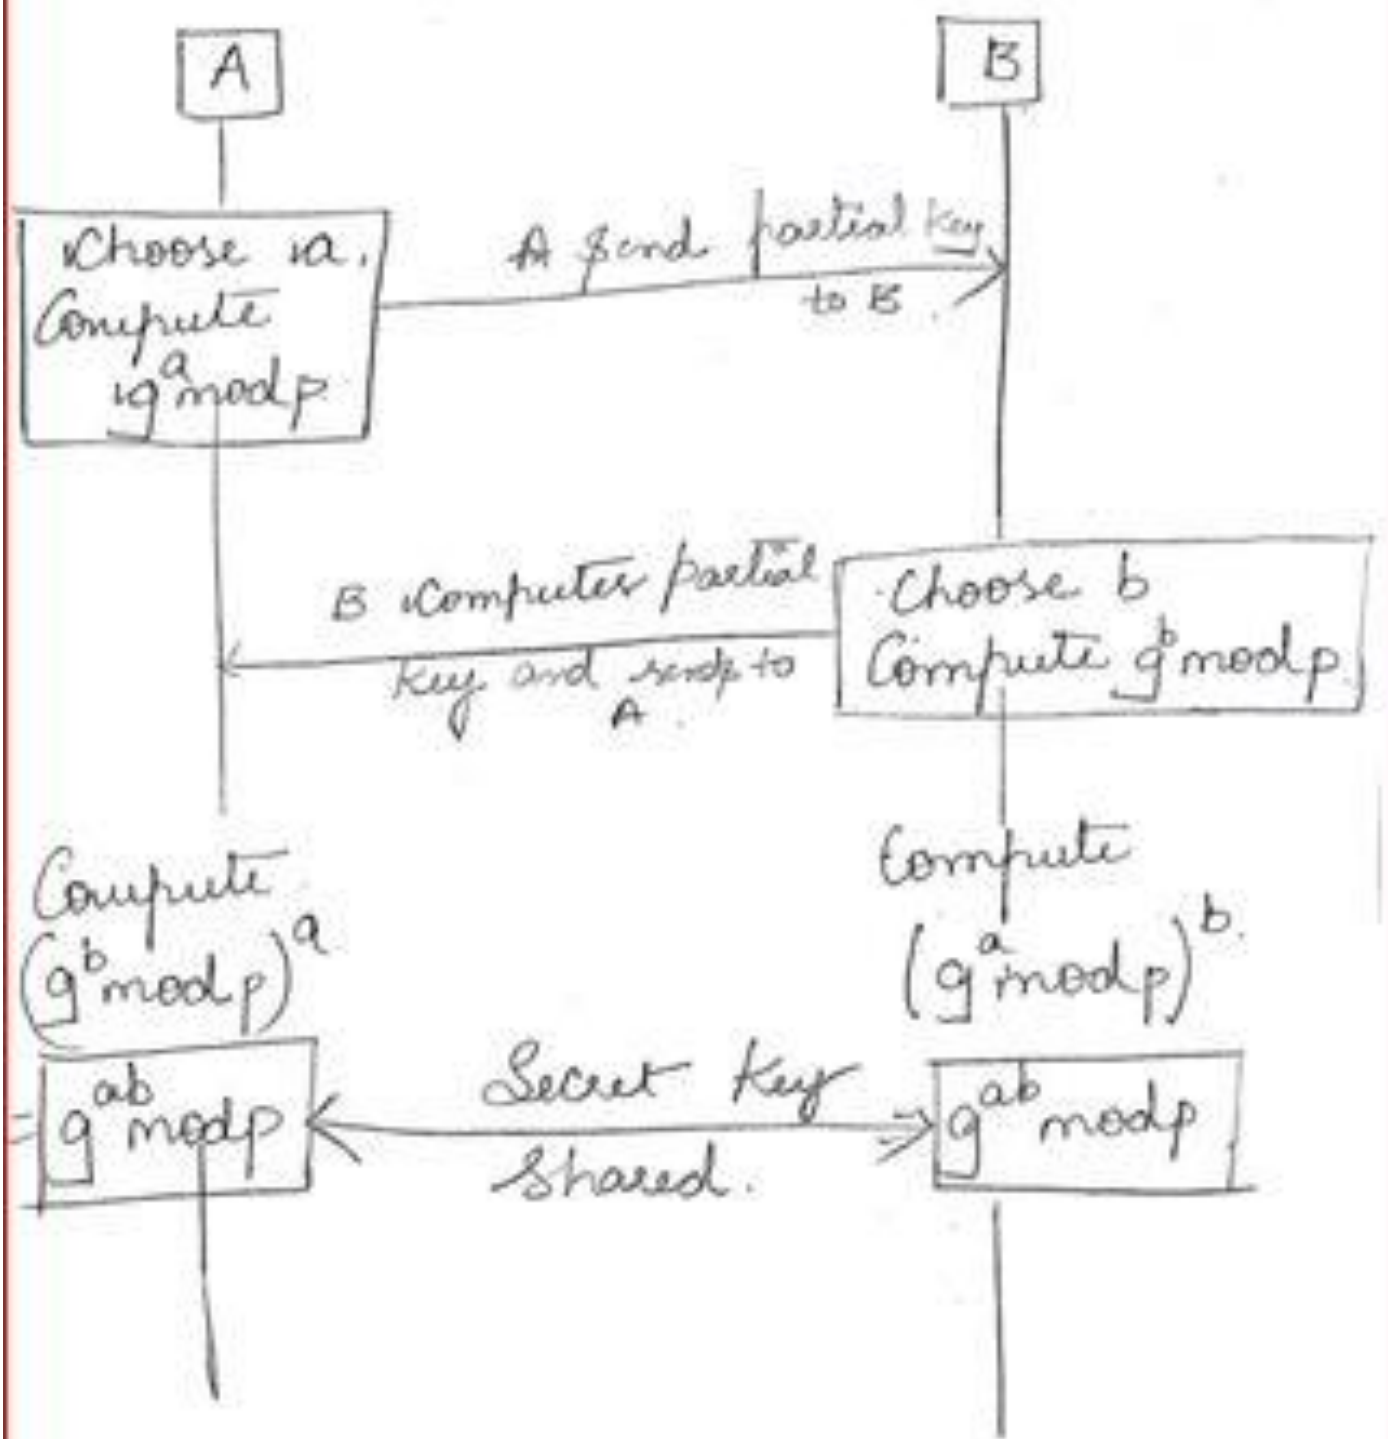 A
B
Choose a.
Compute
g^a mod p
A send partial key
to B.
B Computes partial
key and sends to
A.
Choose b
Compute g^b mod p
Compute
(g^b mod p)^a
Compute
(g^a mod p)^b.
g^ab mod p
Secret Key
Shared.
g^ab mod p